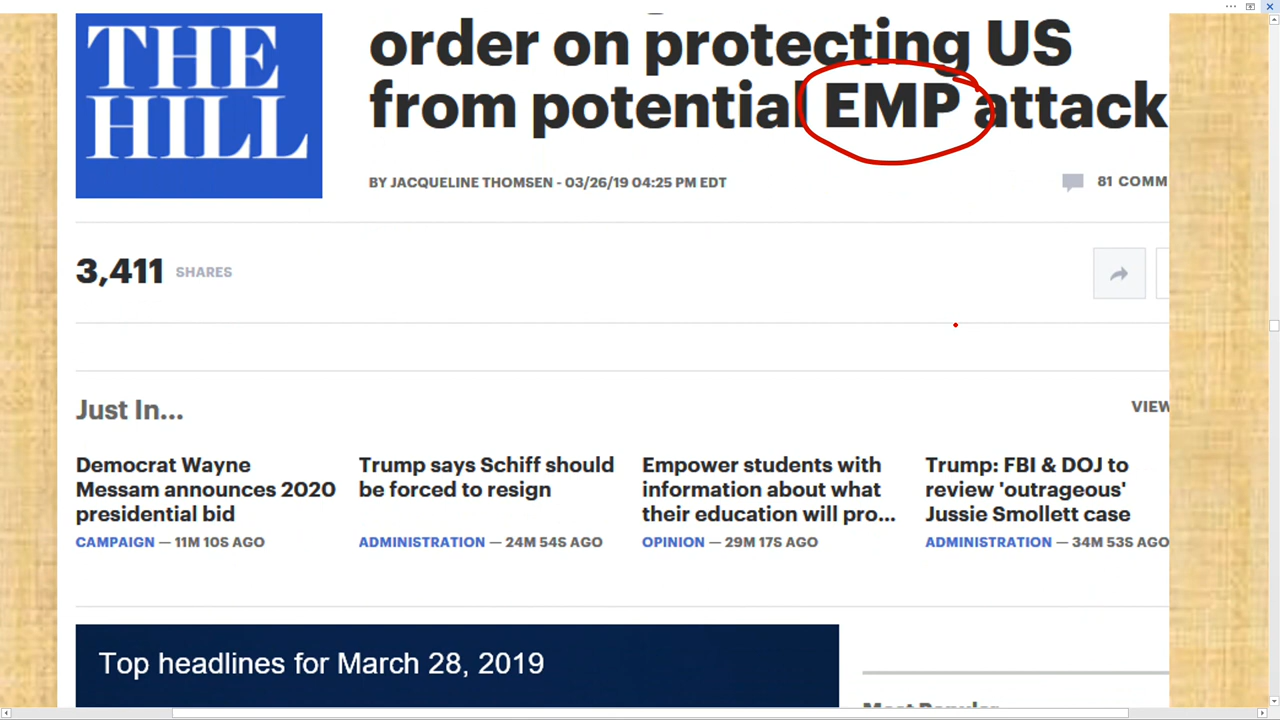 THE
HILL
order on protecting US
from potential EMP attack
BY JACQUELINE THOMSEN - 03/26/19 04:25 PM EDT
81 COMM
3,411 SHARES
Just In...
VIEW
Democrat Wayne
Messam announces 2020
presidential bid
CAMPAIGN — 11M 10S AGO
Trump says Schiff should
be forced to resign
ADMINISTRATION — 24M 54S AGO
Empower students with
information about what
their education will pro...
OPINION — 29M 17S AGO
Trump: FBI & DOJ to
review 'outrageous'
Jussie Smollett case
ADMINISTRATION — 34M 53S AGO
Top headlines for March 28, 2019
Most Popular